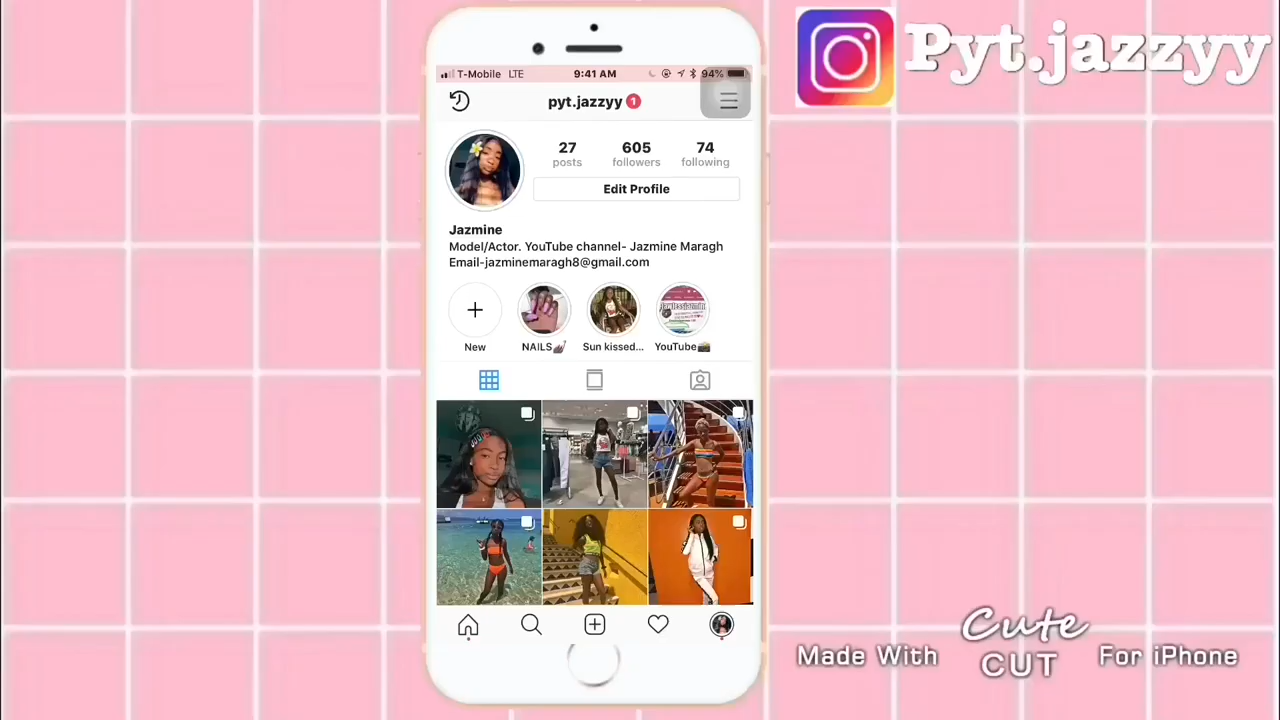 Pyt.jazzyy
T-Mobile LTE 9:41 AM 94%
pyt.jazzyy 1
27 605 74
posts followers following
Edit Profile
Jazmine
Model/Actor. YouTube channel- Jazmine Maragh
Email-jazminemaragh8@gmail.com
New NAILS💅🏿 Sun kissed... YouTube📸
Made With Cute CUT For iPhone